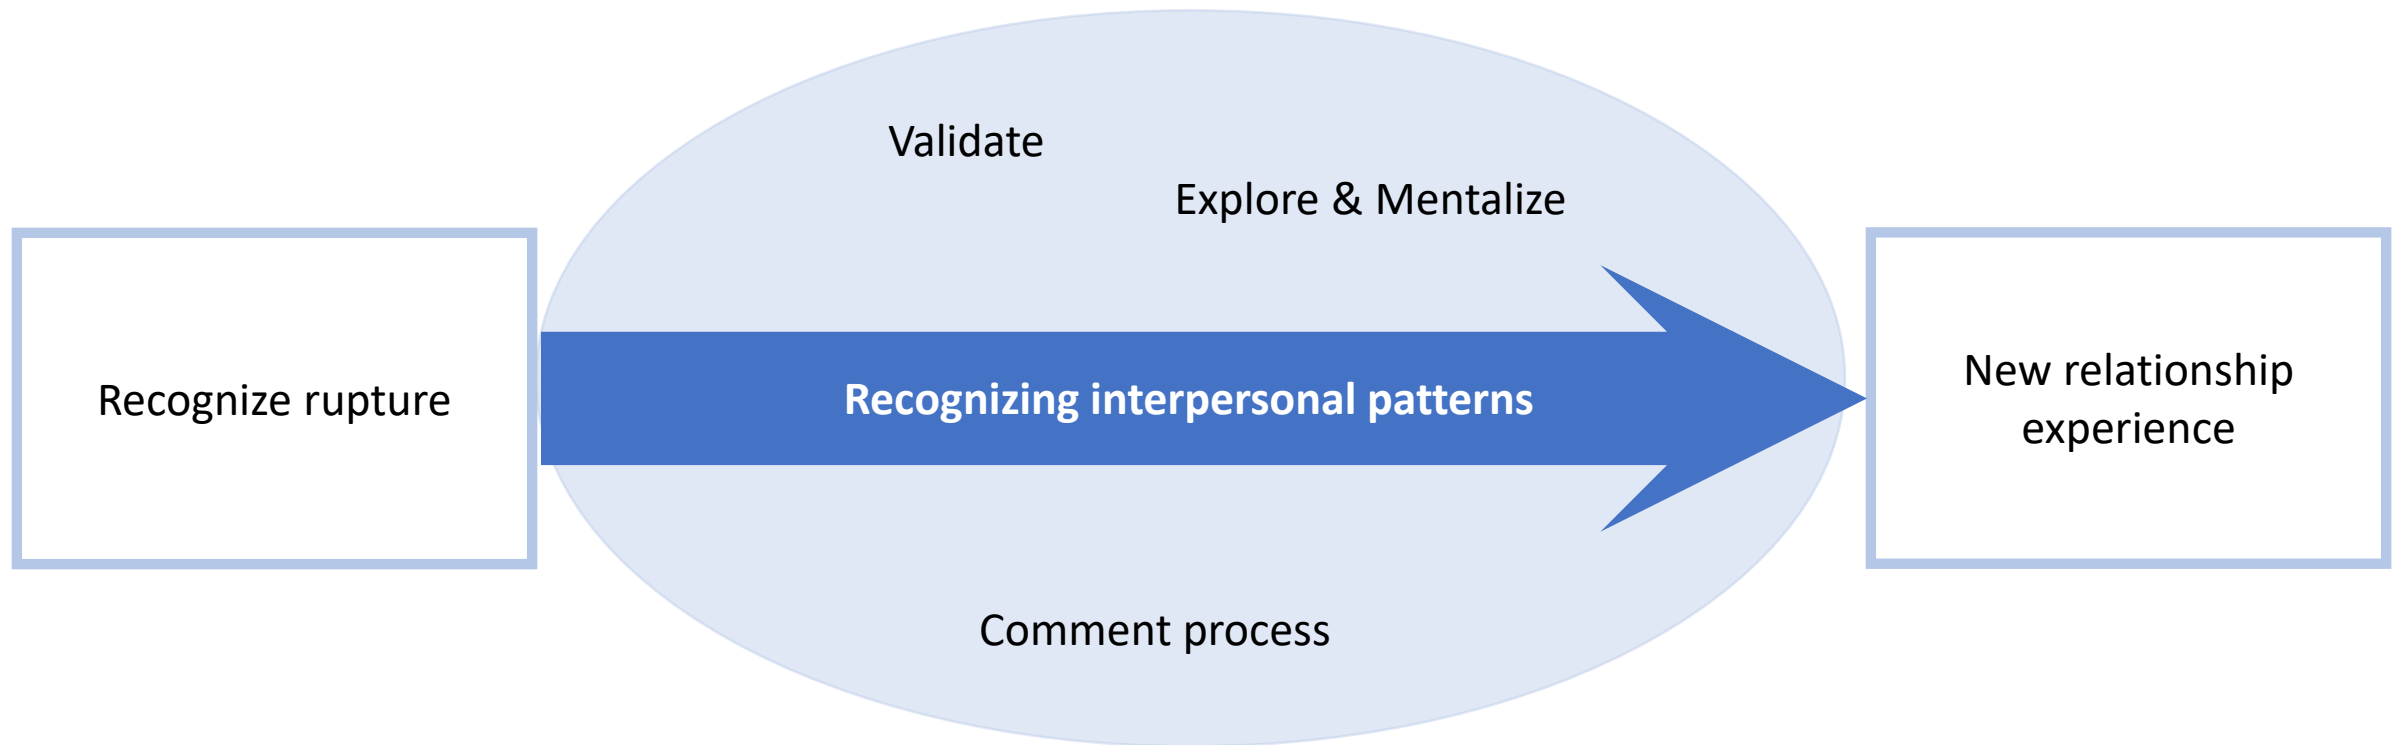 Validate
Explore & Mentalize
Recognize rupture
Recognizing interpersonal patterns
New relationship
experience
Comment process